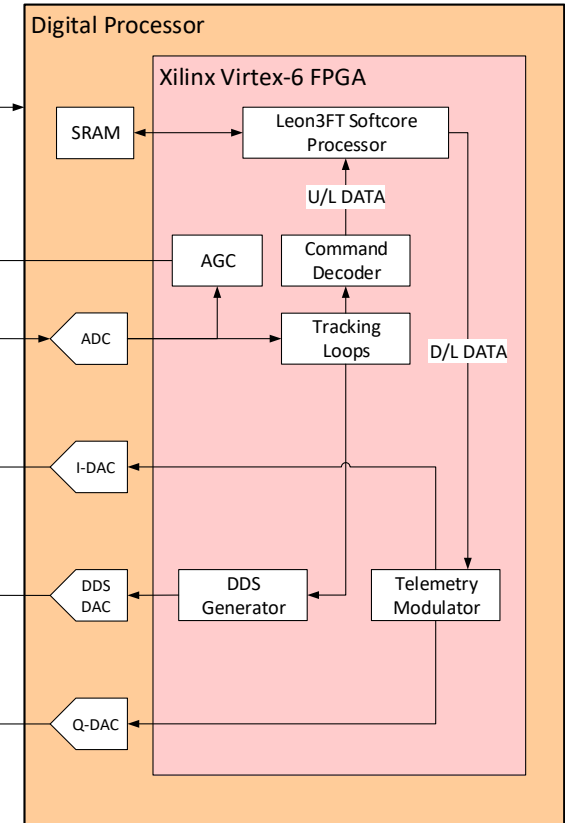 Digital Processor
Xilinx Virtex-6 FPGA
SRAM
Leon3FT Softcore
Processor
U/L DATA
AGC
Command
Decoder
ADC
Tracking
Loops
D/L DATA
I-DAC
DDS
DAC
DDS
Generator
Telemetry
Modulator
Q-DAC